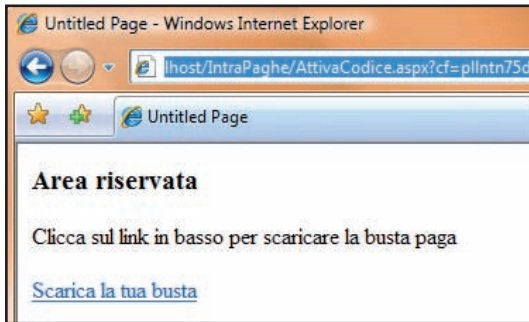 Untitled Page - Windows Internet Explorer
lhost/IntraPaghe/AttivaCodice.aspx?cf=pllntn75d
Untitled Page
Area riservata
Clicca sul link in basso per scaricare la busta paga
Scarica la tua busta